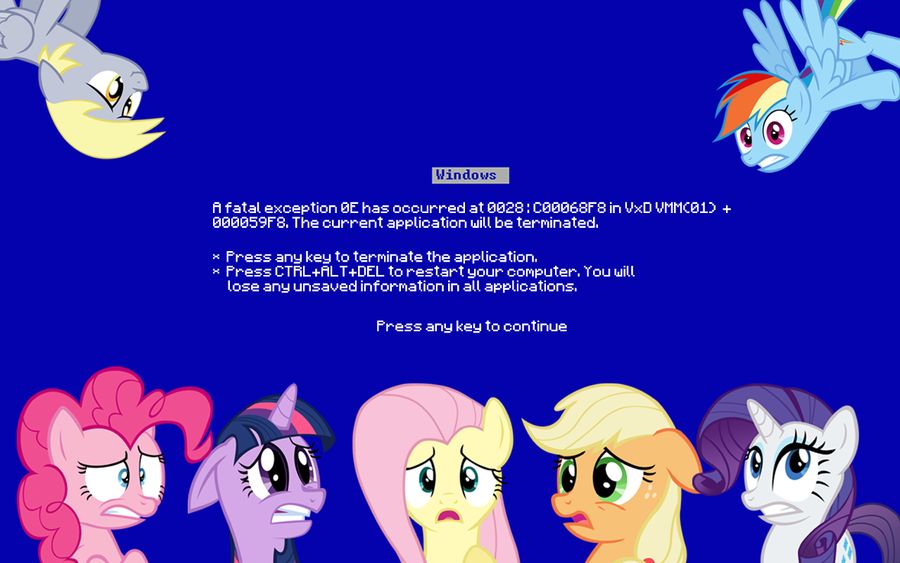 Windows
A fatal exception 0E has occurred at 0028:C00068F8 in VxD VMM(01) +
000059F8. The current application will be terminated.
* Press any key to terminate the application.
* Press CTRL+ALT+DEL to restart your computer. You will
lose any unsaved information in all applications.
Press any key to continue